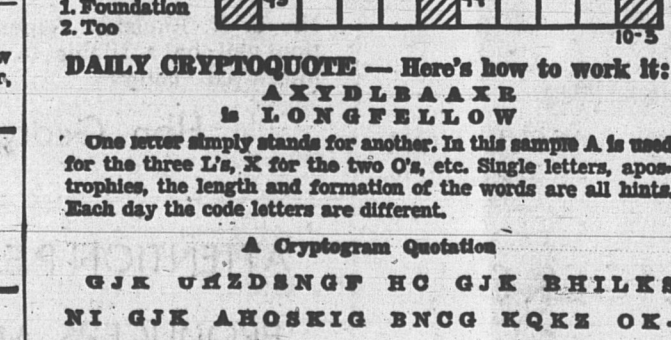 1. Foundation
2. Too
10-5
DAILY CRYPTOQUOTE — Here's how to work it:
A X Y D L B A A X R
is L O N G F E L L O W
One letter simply stands for another. In this sample A is used
for the three L's, X for the two O's, etc. Single letters, apos-
trophies, the length and formation of the words are all hints
Each day the code letters are different.
A Cryptogram Quotation
GJK HC GJK BHILKS
NI GJK AHOSKIG BNCG KQKZ OK-